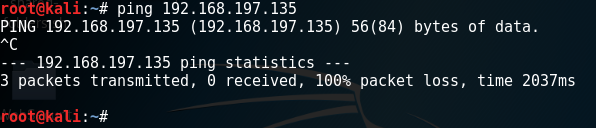 root@kali:~# ping 192.168.197.135
PING 192.168.197.135 (192.168.197.135) 56(84) bytes of data.
^C
--- 192.168.197.135 ping statistics ---
3 packets transmitted, 0 received, 100% packet loss, time 2037ms
root@kali:~#